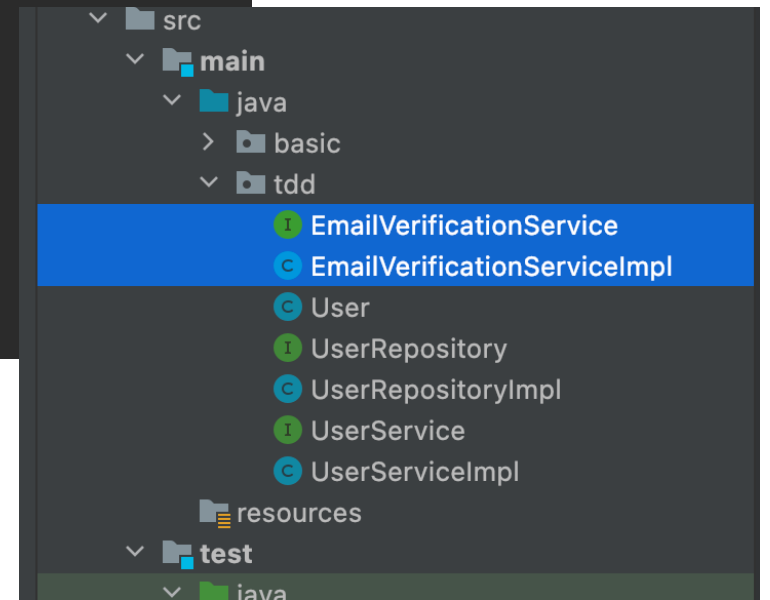 src
main
java
basic
tdd
I EmailVerificationService
C EmailVerificationServiceImpl
C User
I UserRepository
C UserRepositoryImpl
I UserService
C UserServiceImpl
resources
test
java